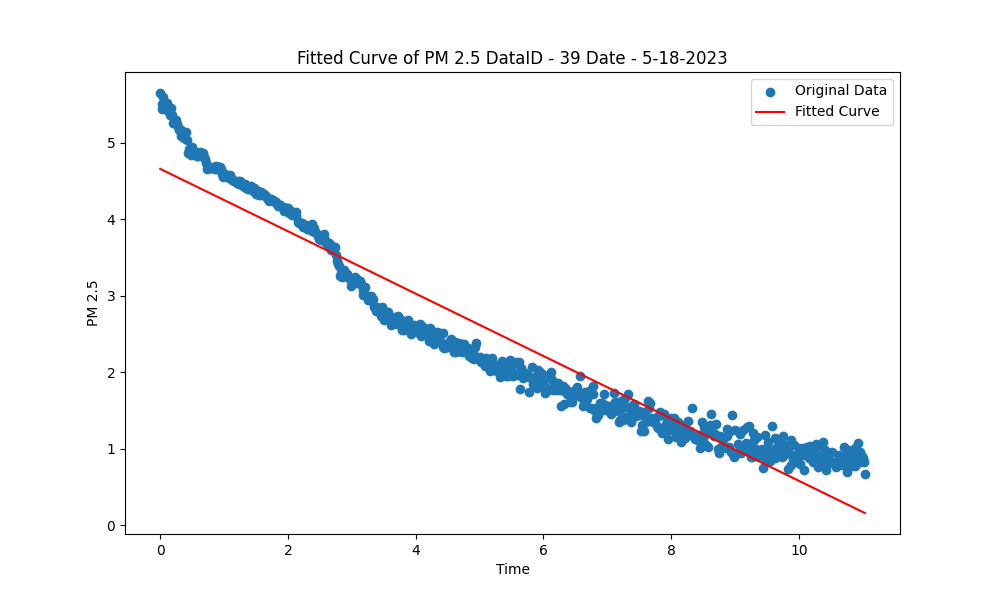 Fitted Curve of PM 2.5 DataID - 39 Date - 5-18-2023
Original Data
Fitted Curve
PM 2.5
5
4
3
2
1
0
0 2 4 6 8 10
Time